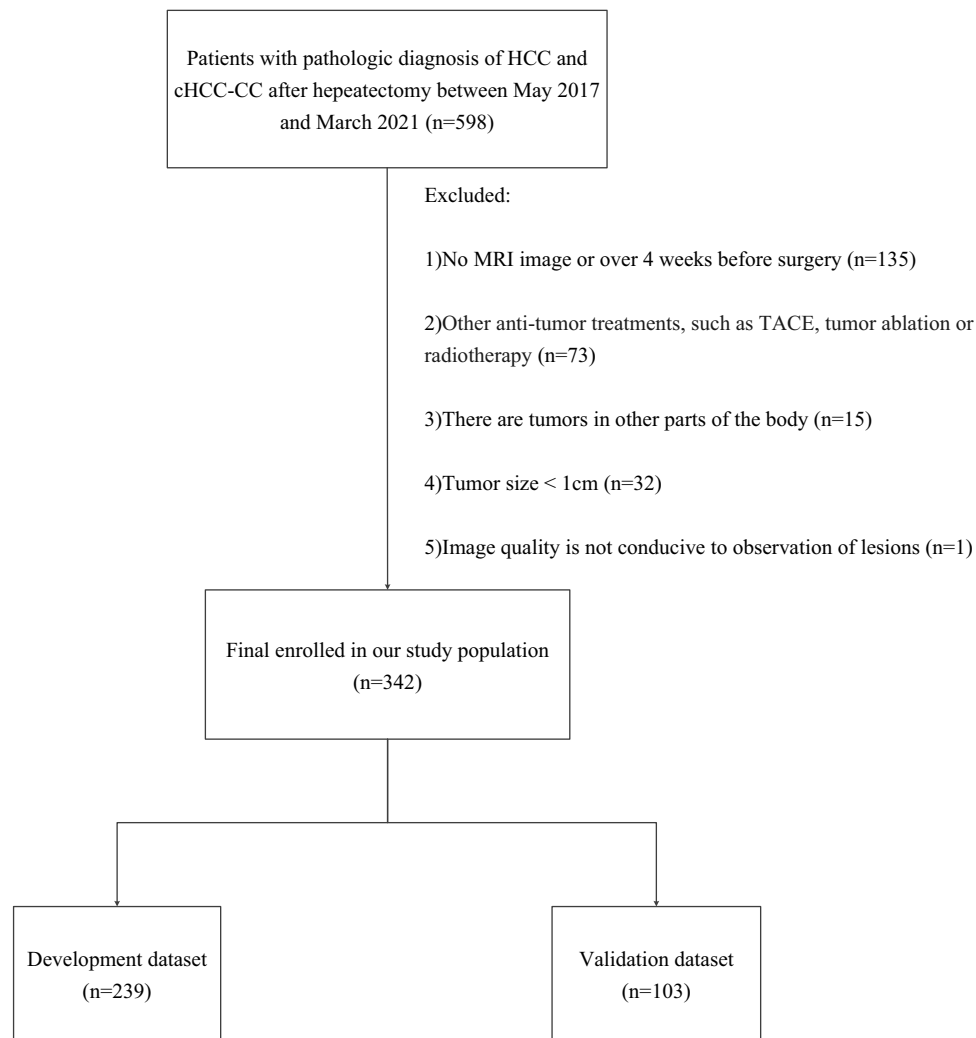 Patients with pathologic diagnosis of HCC and
cHCC-CC after hepeatectomy between May 2017
and March 2021 (n=598)
Excluded:
1)No MRI image or over 4 weeks before surgery (n=135)
2)Other anti-tumor treatments, such as TACE, tumor ablation or
radiotherapy (n=73)
3)There are tumors in other parts of the body (n=15)
4)Tumor size < 1cm (n=32)
5)Image quality is not conducive to observation of lesions (n=1)
Final enrolled in our study population
(n=342)
Development dataset
(n=239)
Validation dataset
(n=103)